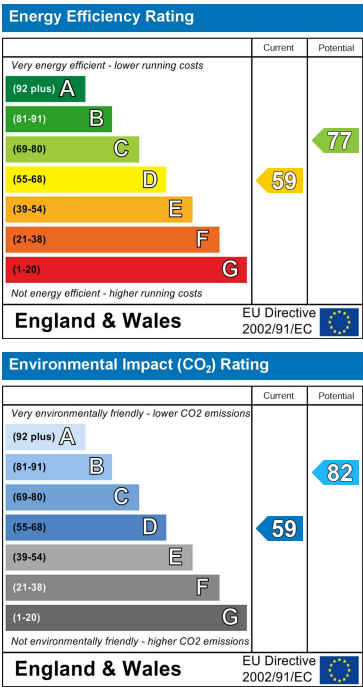 Energy Efficiency Rating
Current Potential
Very energy efficient - lower running costs
(92 plus) A
(81-91) B
(69-80) C
77
(55-68) D
59
(39-54) E
(21-38) F
(1-20) G
Not energy efficient - higher running costs
England & Wales
EU Directive
2002/91/EC
Environmental Impact (CO₂) Rating
Current Potential
Very environmentally friendly - lower CO2 emissions
(92 plus) A
(81-91) B
82
(69-80) C
(55-68) D
59
(39-54) E
(21-38) F
(1-20) G
Not environmentally friendly - higher CO2 emissions
England & Wales
EU Directive
2002/91/EC